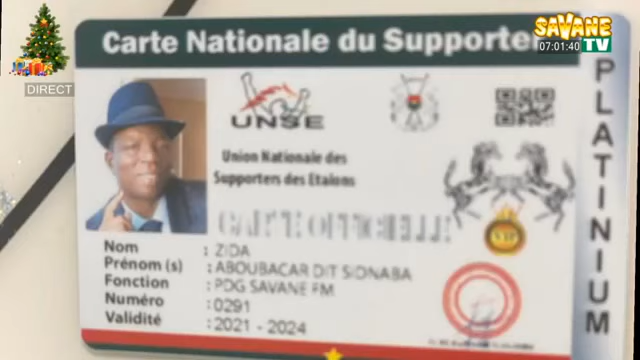 SAVANE
07:01:40 TV
DIRECT
Carte Nationale du Supporter
UNSE
Union Nationale des
Supporters des Etalons
CARTE OFFICIELLE
VIP
PLATINIUM
Nom : ZIDA
Prénom (s) : ABOUBACAR DIT SIDNABA
Fonction : PDG SAVANE FM
Numéro : 0291
Validité : 2021 - 2024